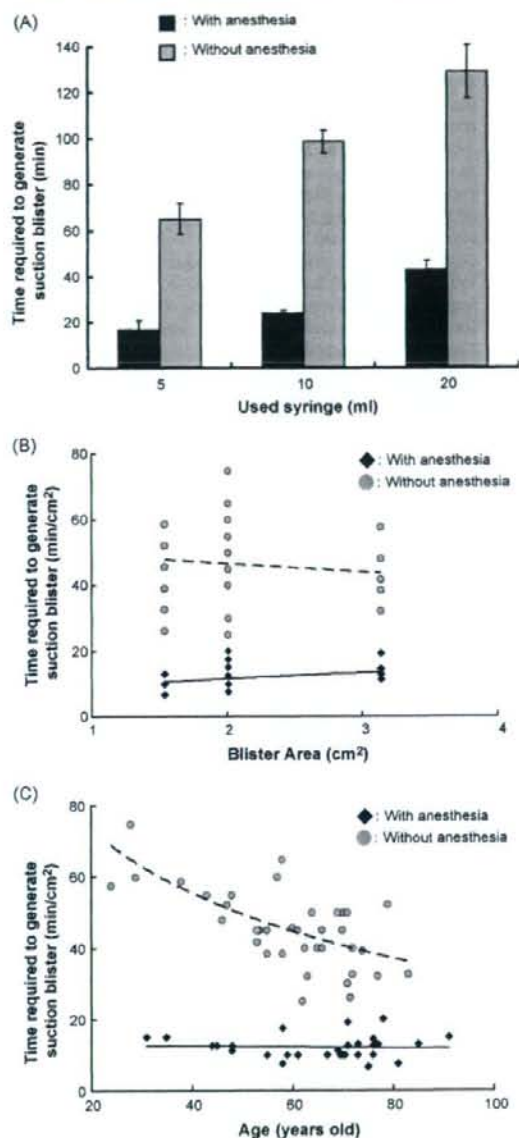 (A)
: With anesthesia
: Without anesthesia
140
120
100
80
60
40
20
0
Time required to generate
suction blister (min)
5 10 20
Used syringe (ml)
(B)
: With anesthesia
: Without anesthesia
80
60
40
20
0
Time required to generate
suction blister (min/cm²)
1 2 3 4
Blister Area (cm²)
(C)
: With anesthesia
: Without anesthesia
80
60
40
20
0
Time required to generate
suction blister (min/cm²)
20 40 60 80 100
Age (years old)